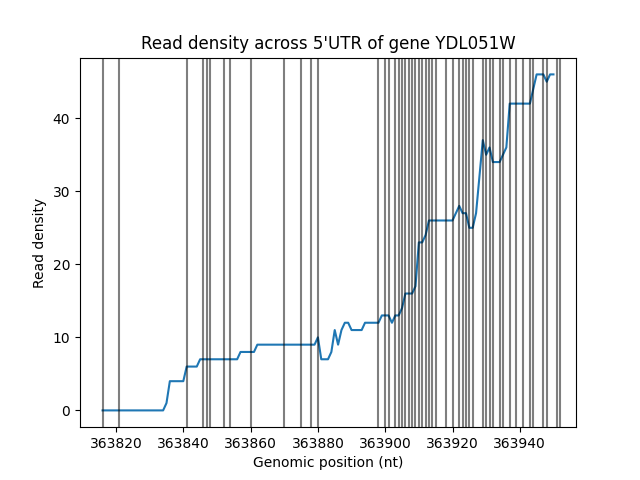 Read density across 5'UTR of gene YDL051W
Read density
40
30
20
10
0
363820 363840 363860 363880 363900 363920 363940
Genomic position (nt)